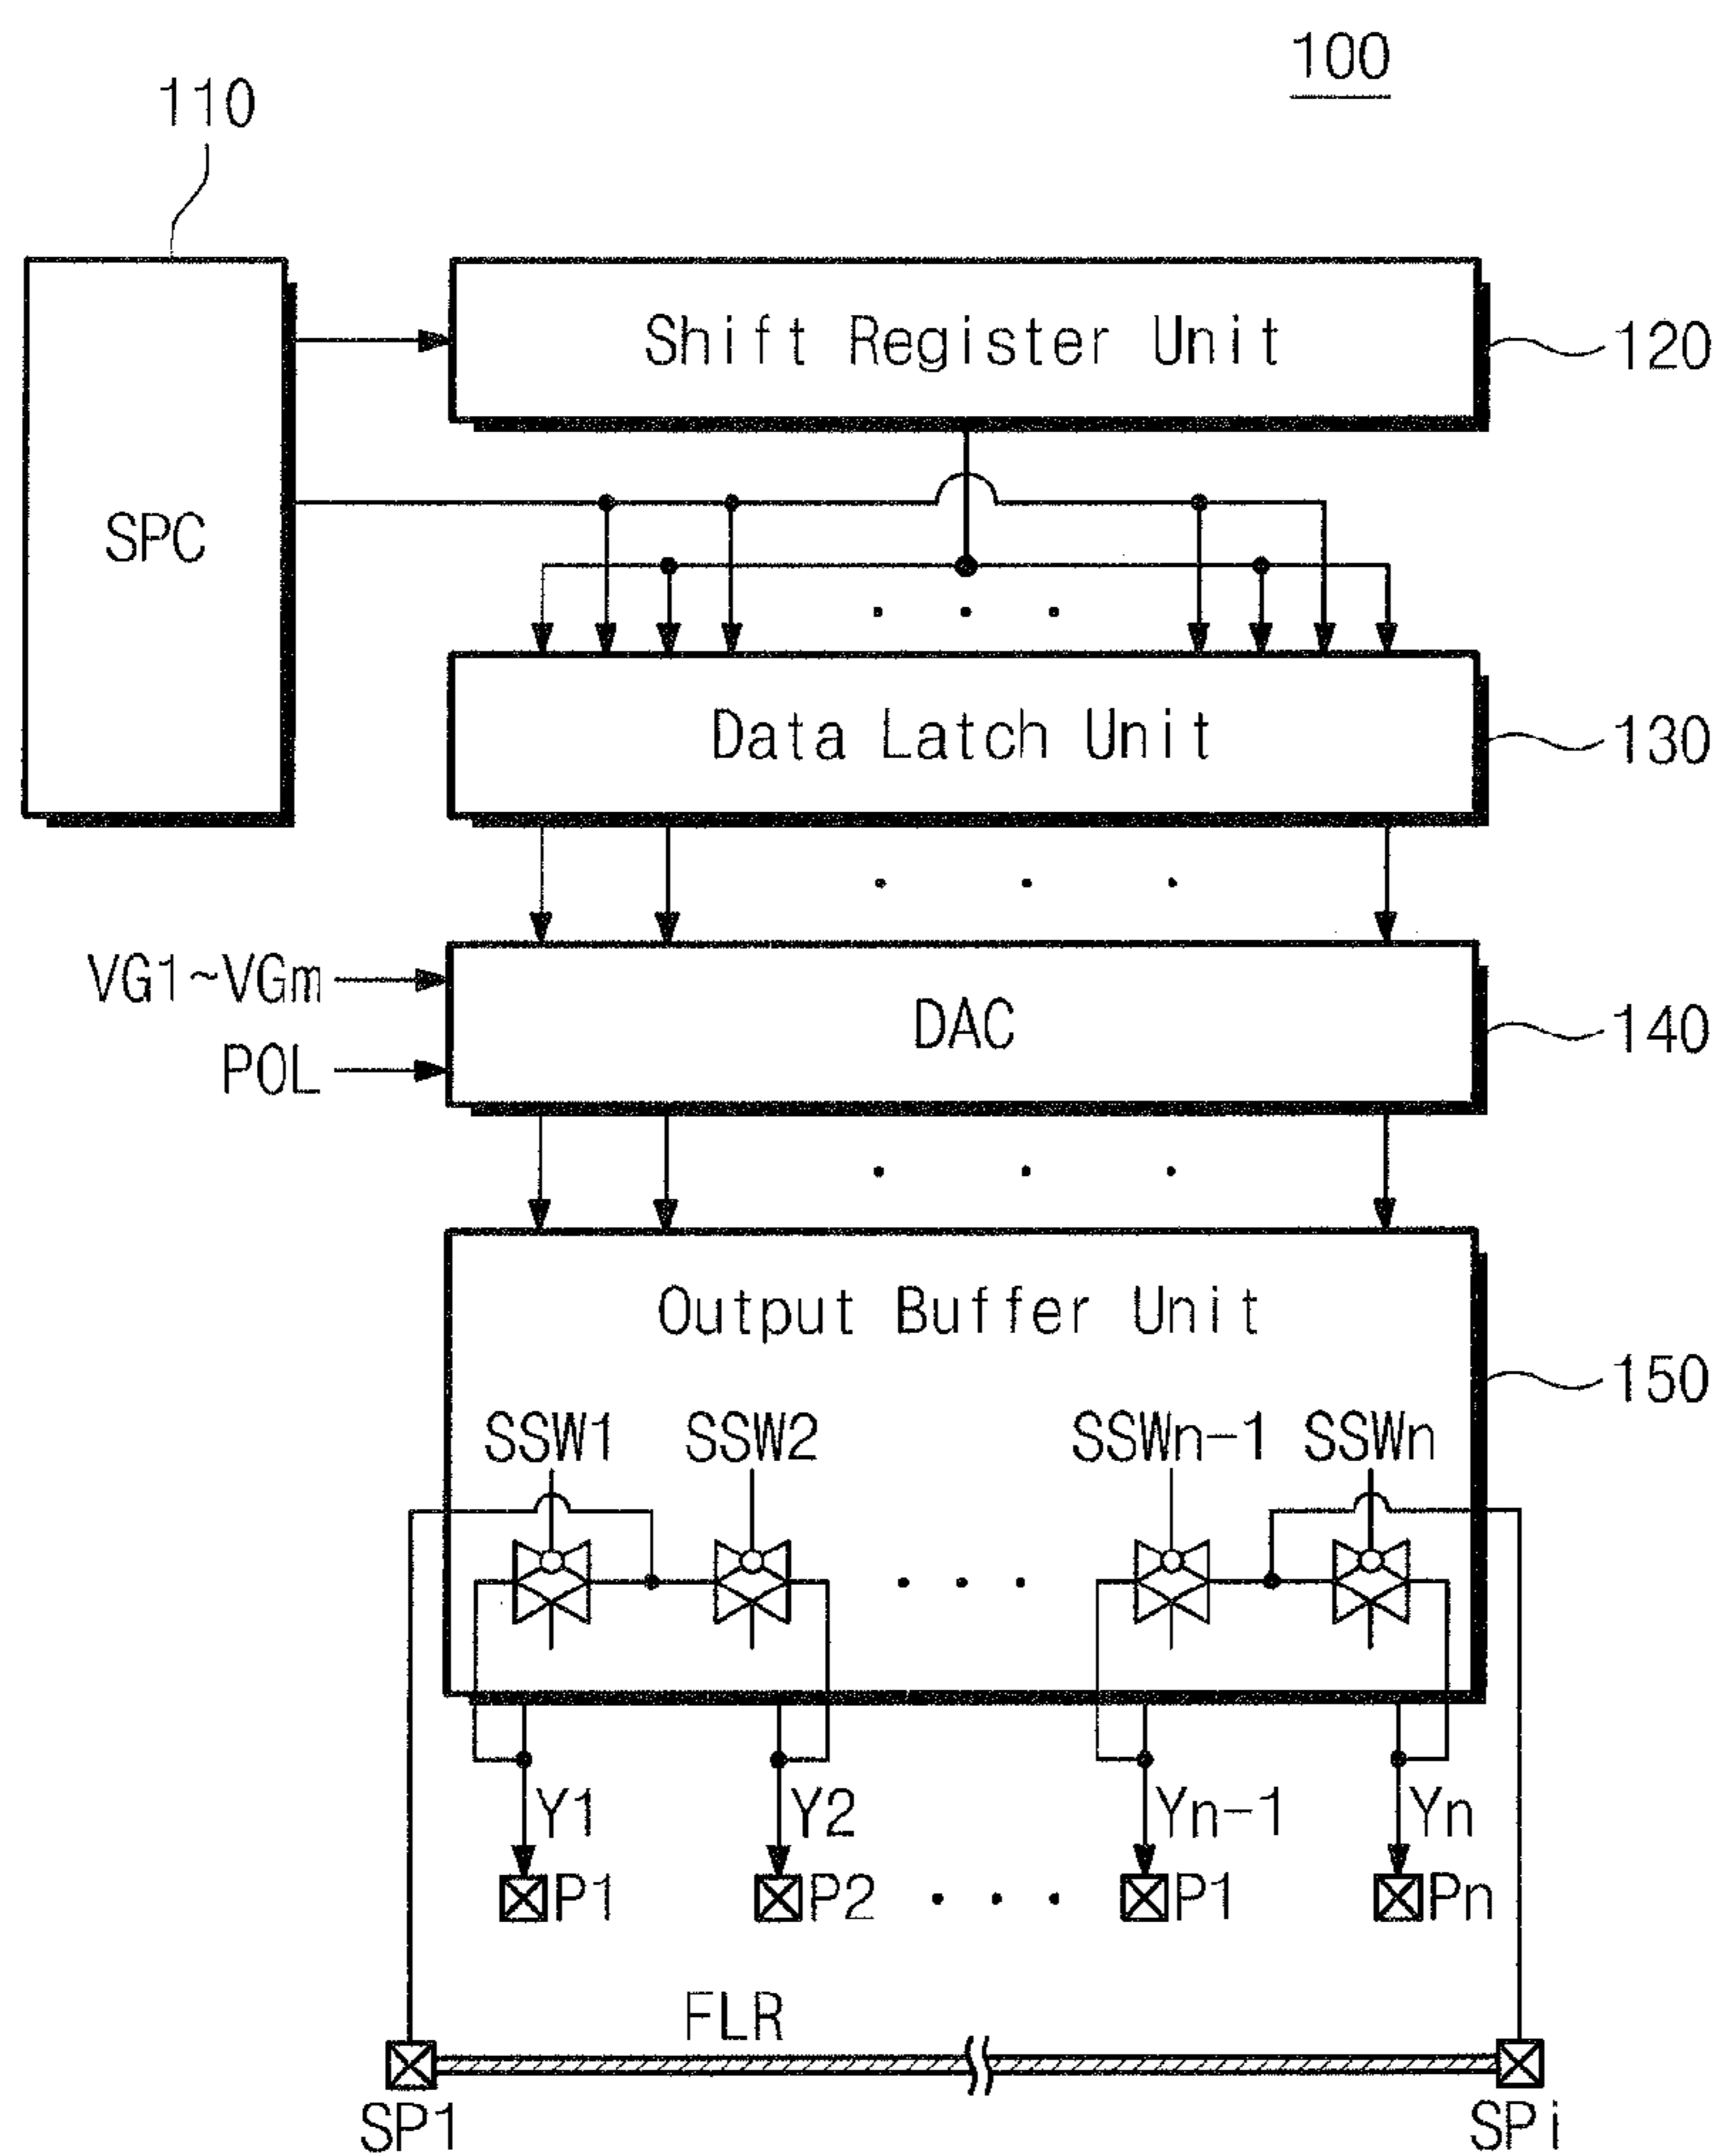 100
110
Shift Register Unit
120
SPC
Data Latch Unit
130
VG1~VGm
DAC
140
POL
Output Buffer Unit
150
SSW1 SSW2 SSWn-1 SSWn
Y1 Y2 Yn-1 Yn
P1 P2 P1 Pn
FLR
SP1 SPi